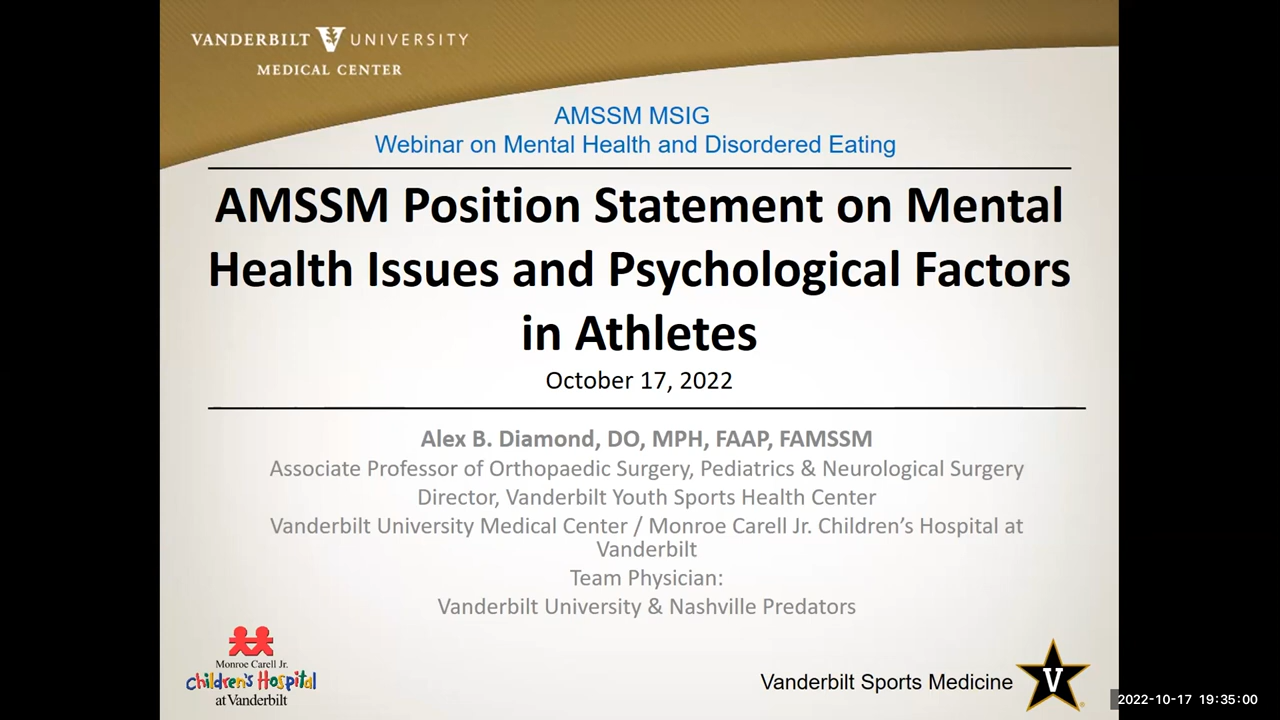 VANDERBILT V UNIVERSITY
MEDICAL CENTER
AMSSM MSIG
Webinar on Mental Health and Disordered Eating
AMSSM Position Statement on Mental
Health Issues and Psychological Factors
in Athletes
October 17, 2022
Alex B. Diamond, DO, MPH, FAAP, FAMSSM
Associate Professor of Orthopaedic Surgery, Pediatrics & Neurological Surgery
Director, Vanderbilt Youth Sports Health Center
Vanderbilt University Medical Center / Monroe Carell Jr. Children’s Hospital at
Vanderbilt
Team Physician:
Vanderbilt University & Nashville Predators
Monroe Carell Jr.
Children's Hospital
at Vanderbilt
Vanderbilt Sports Medicine
V
2022-10-17 19:35:00